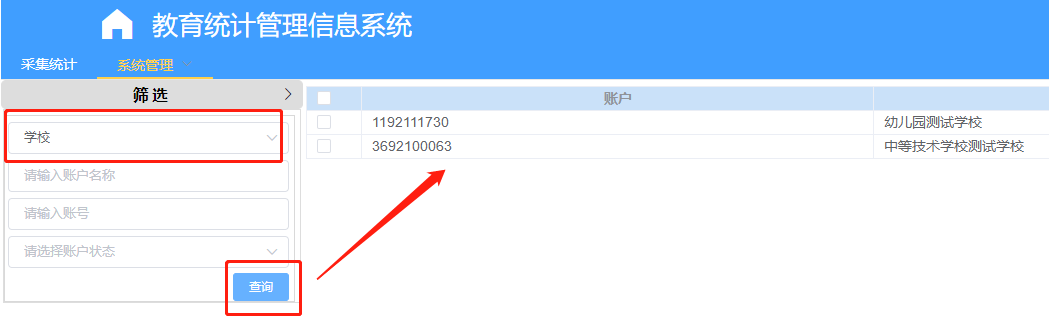 教育统计管理信息系统
采集统计 系统管理
筛选
学校
请输入账户名称
请输入账号
请选择账户状态
查询
账户
1192111730 幼儿园测试学校
3692100063 中等技术学校测试学校